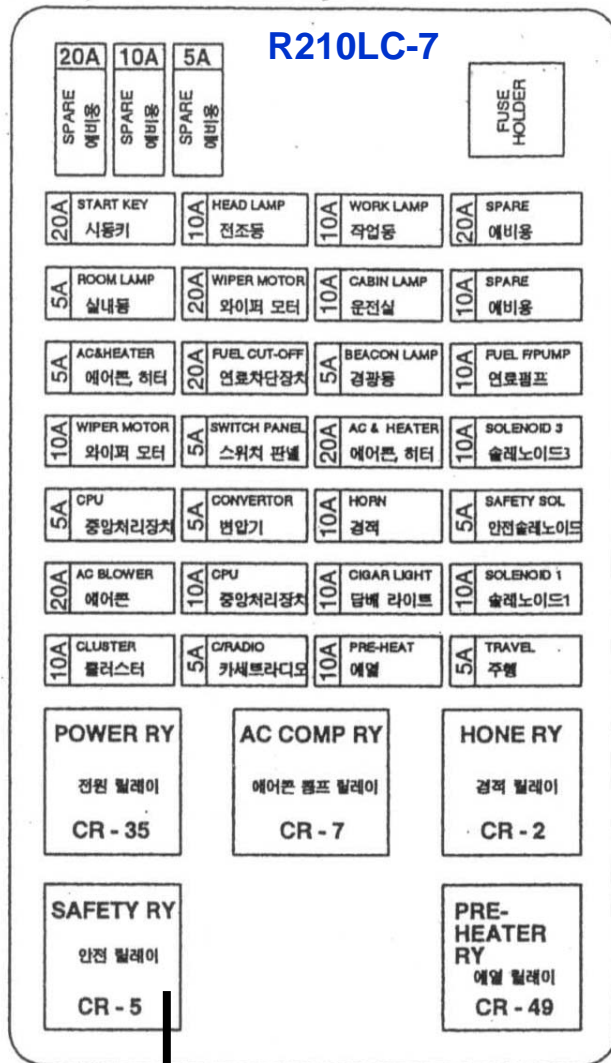 R210LC-7
20A 10A 5A
SPARE 예비용
SPARE 예비용
SPARE 예비용
FUSE HOLDER
20A START KEY 시동키
10A HEAD LAMP 전조등
10A WORK LAMP 작업등
20A SPARE 예비용
5A ROOM LAMP 실내등
20A WIPER MOTOR 와이퍼 모터
10A CABIN LAMP 운전실
10A SPARE 예비용
5A AC&HEATER 에어콘, 히터
20A FUEL CUT-OFF 연료차단장치
5A BEACON LAMP 경광등
10A FUEL F/PUMP 연료펌프
10A WIPER MOTOR 와이퍼 모터
5A SWITCH PANEL 스위치 판넬
20A AC & HEATER 에어콘, 히터
10A SOLENOID 3 솔레노이드3
5A CPU 중앙처리장치
5A CONVERTOR 변압기
10A HORN 경적
5A SAFETY SOL 안전솔레노이드
20A AC BLOWER 에어콘
10A CPU 중앙처리장치
10A CIGAR LIGHT 담배 라이트
10A SOLENOID 1 솔레노이드1
10A CLUSTER 클러스터
5A C/RADIO 카세트라디오
10A PRE-HEAT 예열
5A TRAVEL 주행
POWER RY
전원 릴레이
CR - 35
AC COMP RY
에어콘 콤프 릴레이
CR - 7
HONE RY
경적 릴레이
CR - 2
SAFETY RY
안전 릴레이
CR - 5
PRE-
HEATER
RY
예열 릴레이
CR - 49